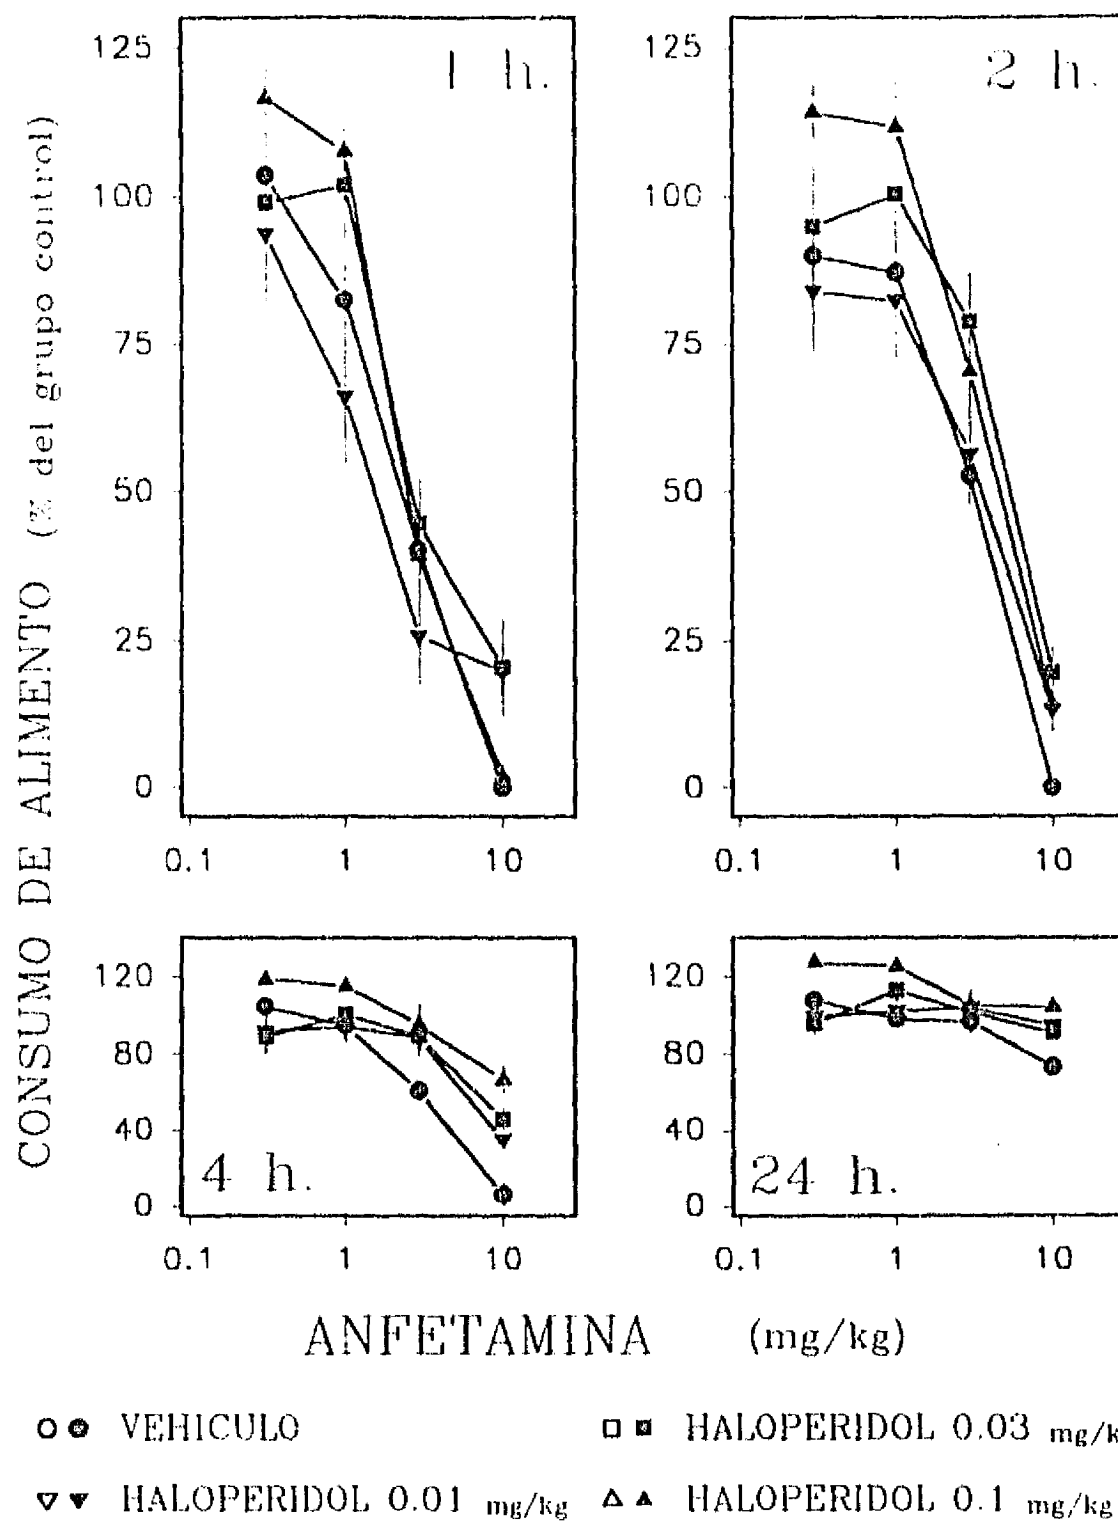 CONSUMO DE ALIMENTO (% del grupo control)
1 h.
125
100
75
50
25
0
0.1 1 10
2 h.
125
100
75
50
25
0
0.1 1 10
4 h.
120
80
40
0
0.1 1 10
24 h.
120
80
40
0
0.1 1 10
ANFETAMINA (mg/kg)
VEHICULO
HALOPERIDOL 0.03 mg/k
HALOPERIDOL 0.01 mg/kg
HALOPERIDOL 0.1 mg/kg